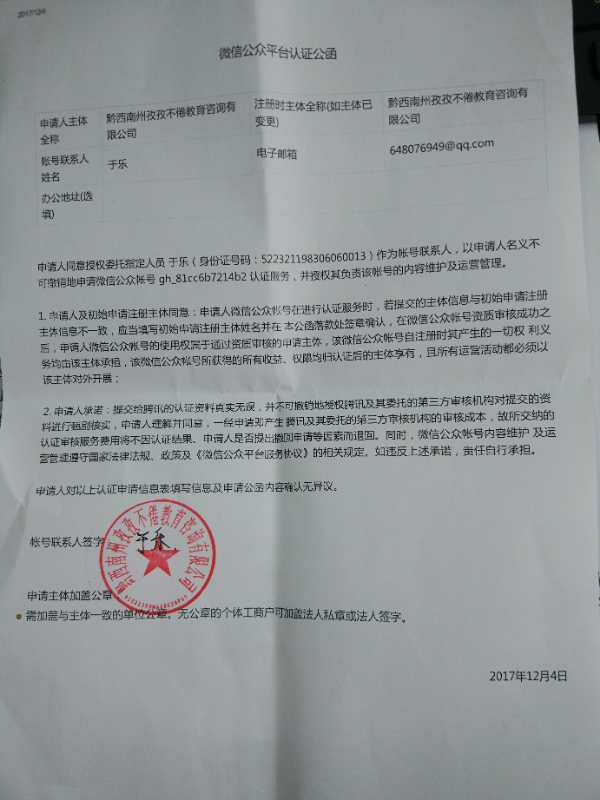 2017/12/4
微信公众平台认证公函
申请人主体全称
黔西南州孜孜不倦教育咨询有限公司
注册时主体全称(如主体已变更)
黔西南州孜孜不倦教育咨询有限公司
帐号联系人姓名
于乐
电子邮箱
648076949@qq.com
办公地址(选填)
申请人同意授权委托指定人员 于乐（身份证号码：522321198306060013）作为帐号联系人，以申请人名义不
可撤销地申请微信公众帐号 gh_81cc6b7214b2 认证服务，并授权其负责该帐号的内容维护及运营管理。
1. 申请人及初始申请注册主体同意：申请人微信公众帐号在进行认证服务时，若提交的主体信息与初始申请注册
主体信息不一致，应当填写初始申请注册主体姓名并在 本公函落款处签章确认，在微信公众帐号资质审核成功之
后，申请人微信公众帐号的使用权属于通过资质审核的申请主体，该微信公众帐号自注册时其产生的一切权 利义
务均由该主体承担，该微信公众帐号所获得的所有收益、权限均归认证后的主体享有，且所有运营活动都必须以
该主体对外开展；
2. 申请人承诺：提交给腾讯的认证资料真实无误，并不可撤销地授权腾讯及其委托的第三方审核机构对提交的资
料进行甄别核实，申请人理解并同意，一经申请即产生腾讯及其委托的第三方审核机构的审核成本，故所交纳的
认证审核服务费用将不因认证结果、申请人是否提出撤回申请等因素而退回。同时，微信公众帐号内容维护 及运
营管理遵守国家法律法规、政策及《微信公众平台服务协议》的相关规定，如违反上述承诺，责任自行承担。
申请人对以上认证申请信息表填写信息及申请公函内容确认无异议。
帐号联系人签字
于乐
黔西南州孜孜不倦教育咨询有限公司
申请主体加盖公章：
需加盖与主体一致的单位公章。无公章的个体工商户可加盖法人私章或法人签字。
2017年12月4日